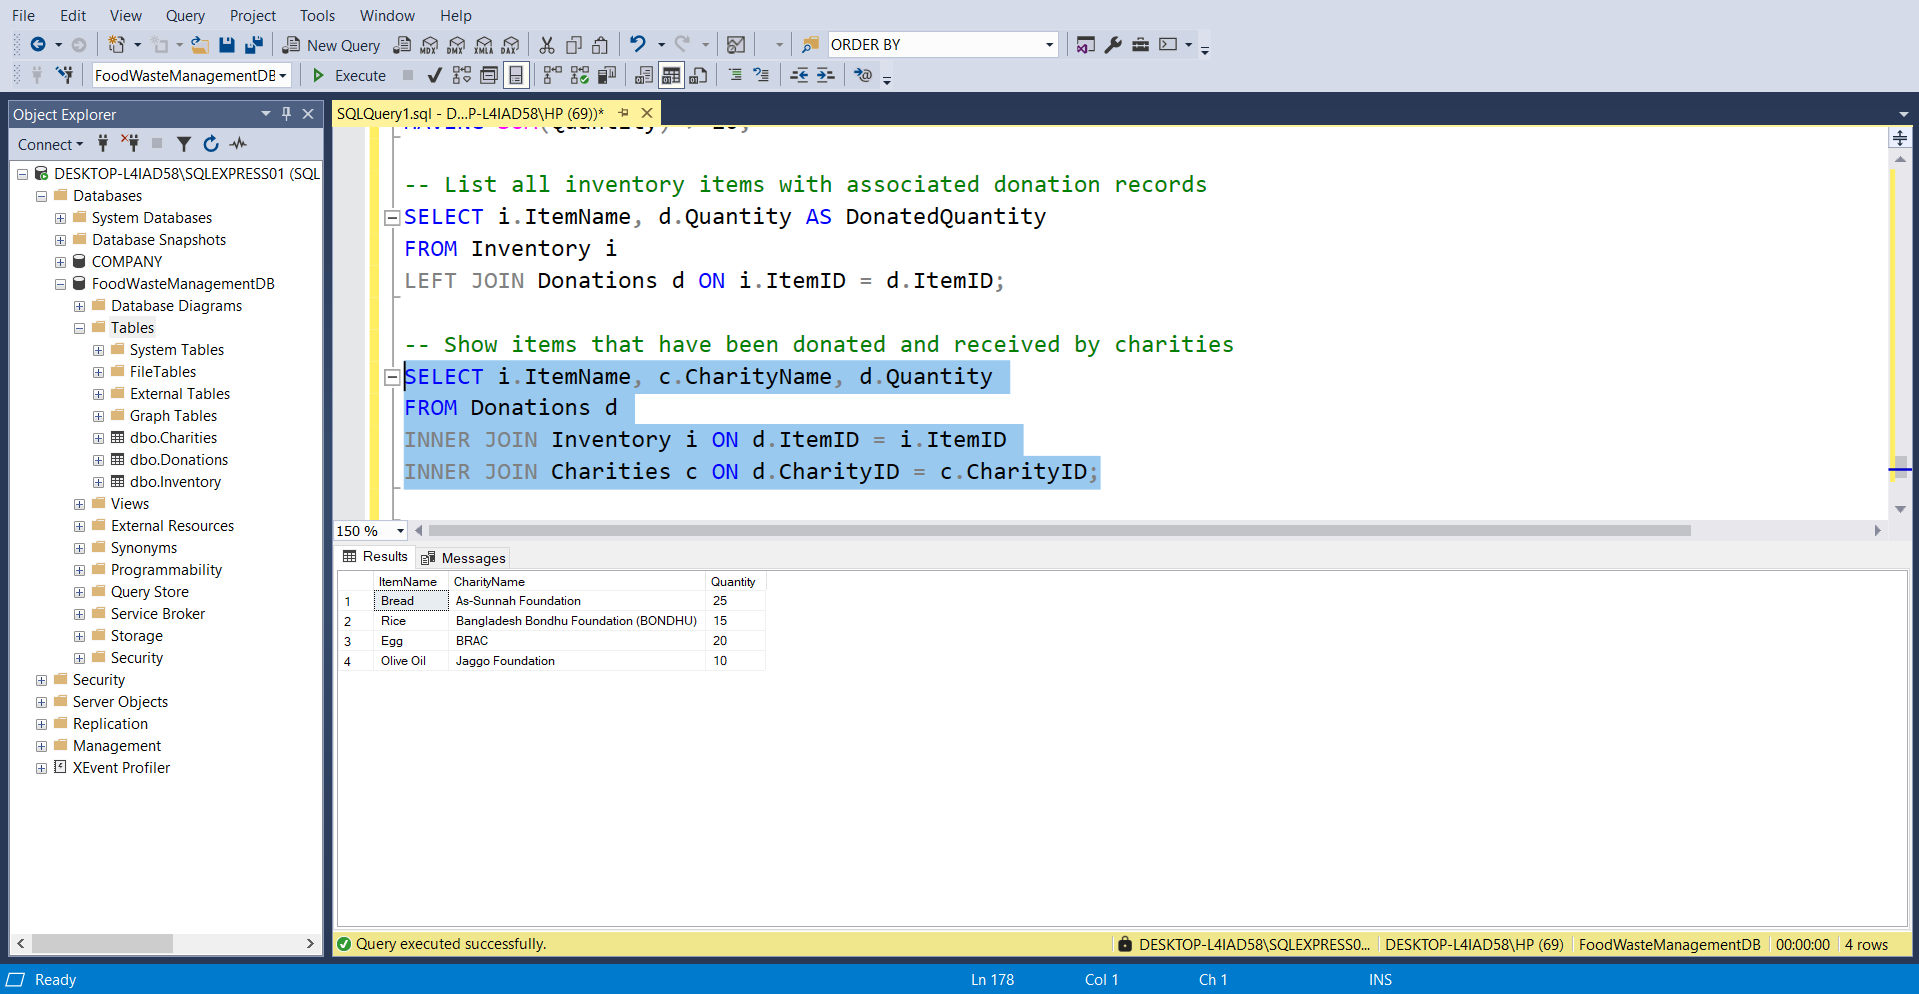 File Edit View Query Project Tools Window Help
New Query MDX DMX XMLA DAX ORDER BY
FoodWasteManagementDB Execute
Object Explorer
Connect
DESKTOP-L4IAD58\SQLEXPRESS01 (SQL
Databases
System Databases
Database Snapshots
COMPANY
FoodWasteManagementDB
Database Diagrams
Tables
System Tables
FileTables
External Tables
Graph Tables
dbo.Charities
dbo.Donations
dbo.Inventory
Views
External Resources
Synonyms
Programmability
Query Store
Service Broker
Storage
Security
Security
Server Objects
Replication
Management
XEvent Profiler
SQLQuery1.sql - D...P-L4IAD58\HP (69))*
-- List all inventory items with associated donation records
SELECT i.ItemName, d.Quantity AS DonatedQuantity
FROM Inventory i
LEFT JOIN Donations d ON i.ItemID = d.ItemID;
-- Show items that have been donated and received by charities
SELECT i.ItemName, c.CharityName, d.Quantity
FROM Donations d
INNER JOIN Inventory i ON d.ItemID = i.ItemID
INNER JOIN Charities c ON d.CharityID = c.CharityID;
150 %
Results Messages
ItemName CharityName Quantity
1 Bread As-Sunnah Foundation 25
2 Rice Bangladesh Bondhu Foundation (BONDHU) 15
3 Egg BRAC 20
4 Olive Oil Jaggo Foundation 10
Query executed successfully. DESKTOP-L4IAD58\SQLEXPRESS0... DESKTOP-L4IAD58\HP (69) FoodWasteManagementDB 00:00:00 4 rows
Ready Ln 178 Col 1 Ch 1 INS